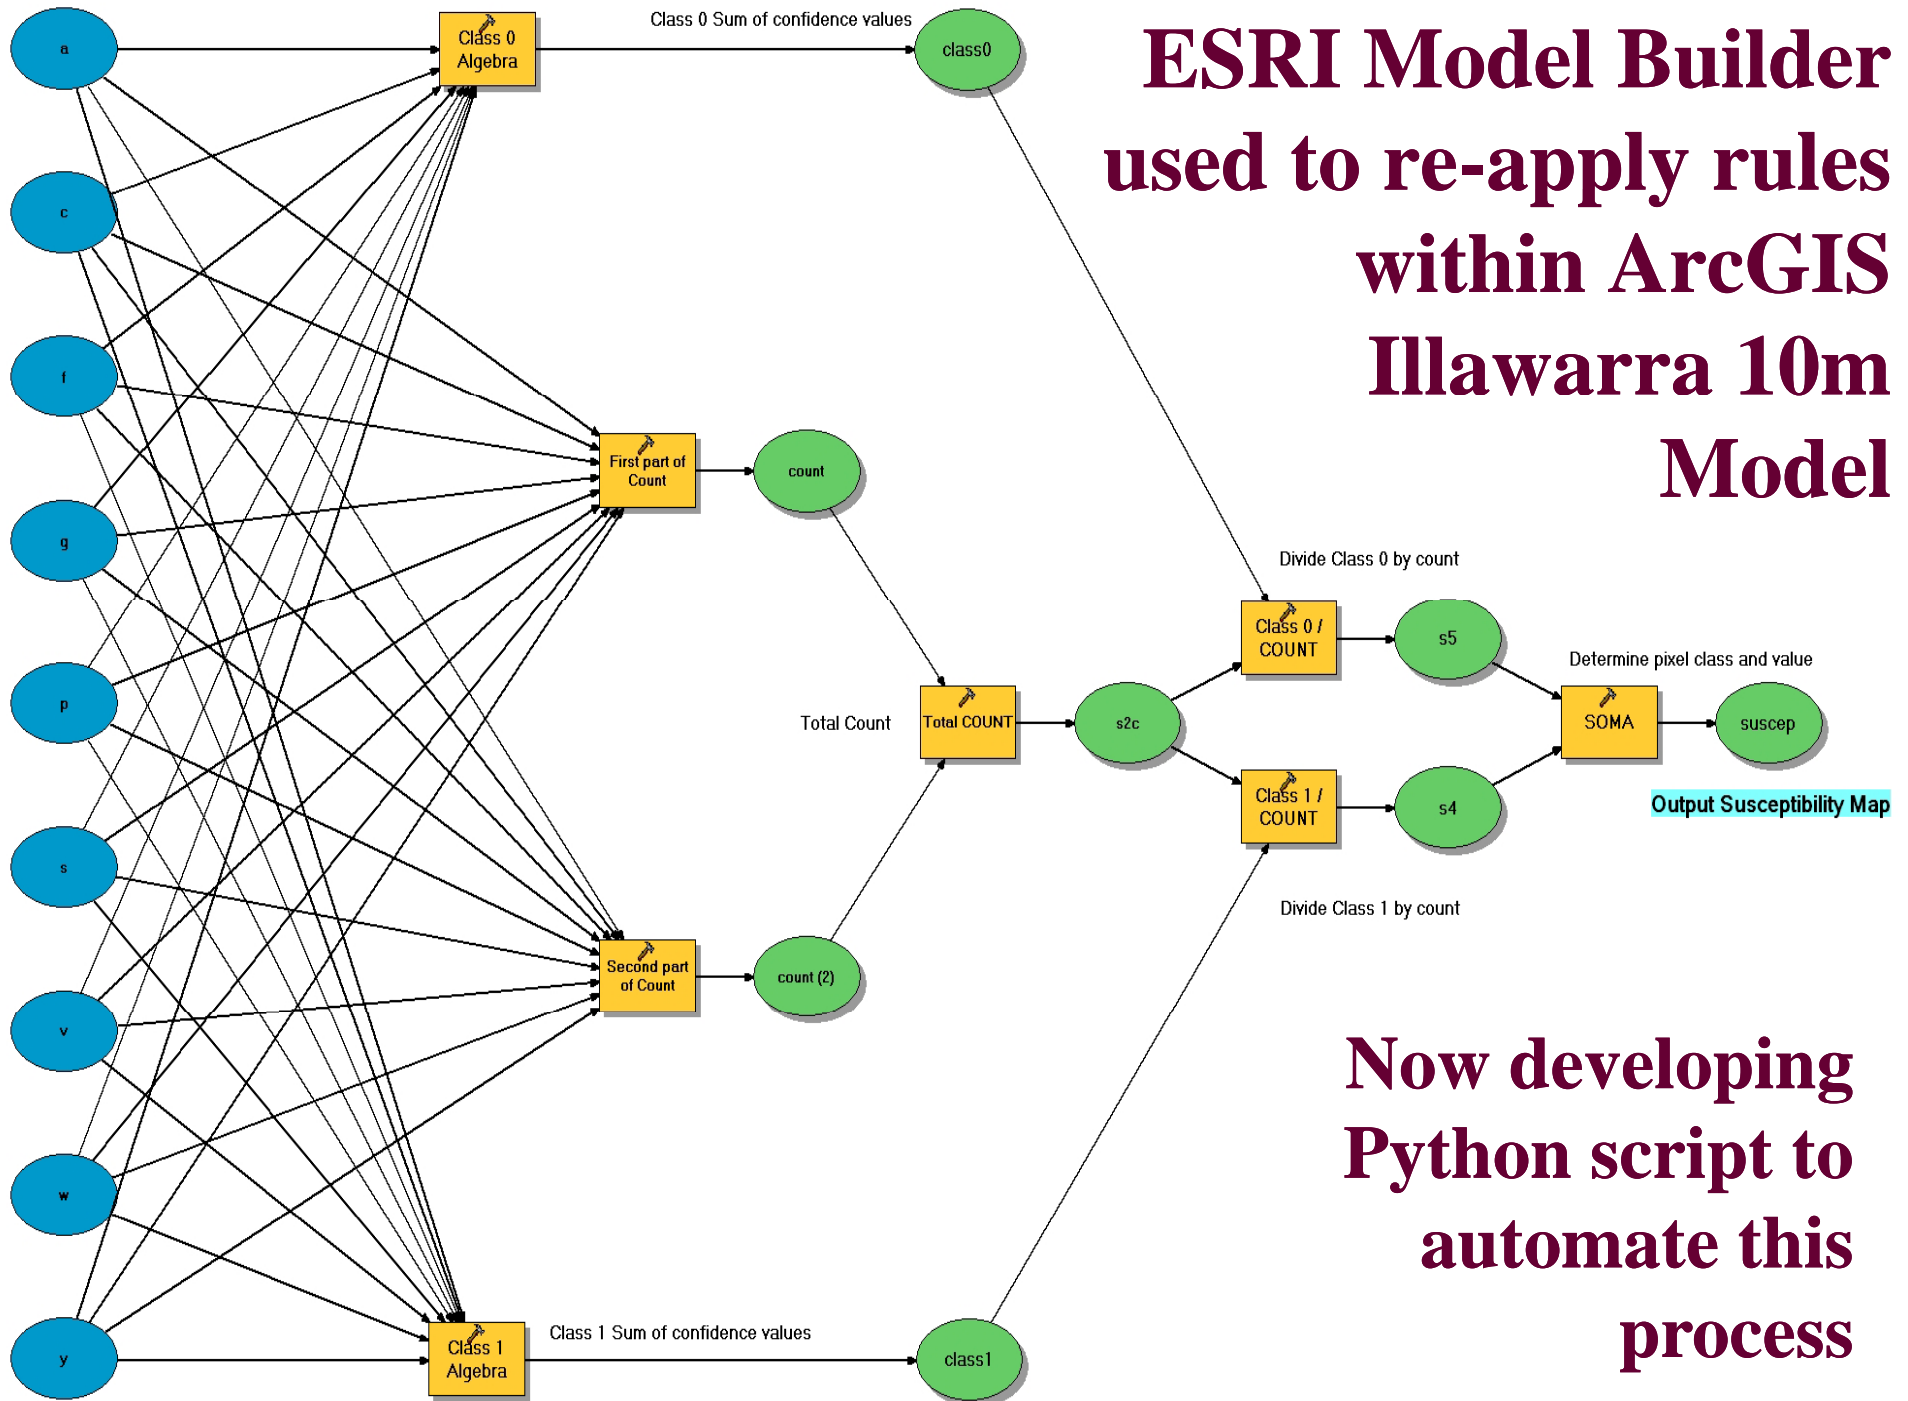 ESRI Model Builder
used to re-apply rules
within ArcGIS
Illawarra 10m
Model
a
c
f
g
p
s
v
w
y
Class 0
Algebra
Class 0 Sum of confidence values
class0
First part of
Count
count
Second part
of Count
count (2)
Total Count
Total COUNT
s2c
Divide Class 0 by count
Class 0 /
COUNT
s5
Class 1 /
COUNT
s4
Divide Class 1 by count
Determine pixel class and value
SOMA
suscep
Output Susceptibility Map
Class 1
Algebra
Class 1 Sum of confidence values
class1
Now developing
Python script to
automate this
process